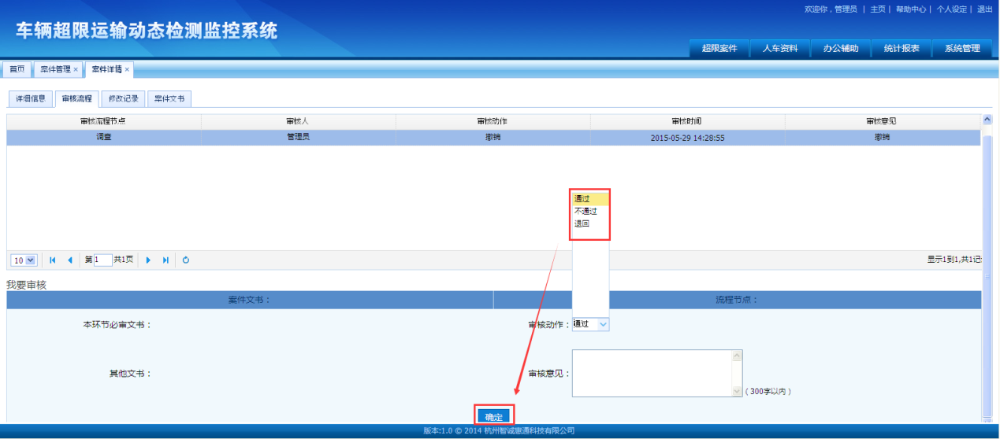 欢迎你，管理员 | 主页 | 帮助中心 | 个人设定 | 退出
车辆超限运输动态检测监控系统
超限案件 人车资料 办公辅助 统计报表 系统管理
首页 案件管理 × 案件详情 ×
详细信息 审核流程 修改记录 案件文书
审核流程节点 审核人 审核动作 审核时间 审核意见
调查 管理员 撤销 2015-05-29 14:28:55 撤销
通过
不通过
退回
10 第 1 共1页 显示1到1,共1记
我要审核
案件文书： 流程节点：
本环节必审文书： 审核动作： 通过
其他文书： 审核意见： （300字以内）
确定
版本:1.0 © 2014 杭州智诚惠通科技有限公司